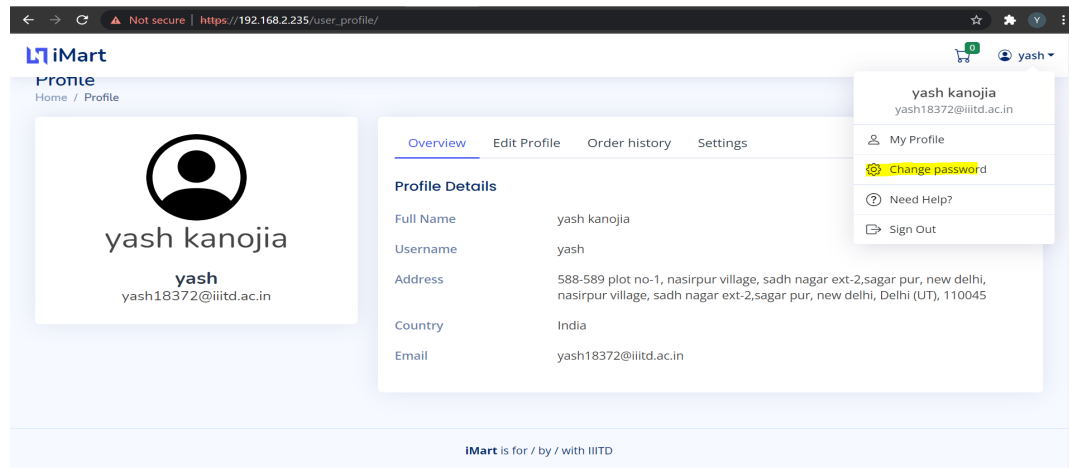 Not secure | https://192.168.2.235/user_profile/
Y
iMart
0
yash
Profile
Home / Profile
yash kanojia
yash18372@iiitd.ac.in
My Profile
Change password
Need Help?
Sign Out
yash kanojia
yash
yash18372@iiitd.ac.in
Overview Edit Profile Order history Settings
Profile Details
Full Name yash kanojia
Username yash
Address 588-589 plot no-1, nasirpur village, sadh nagar ext-2,sagar pur, new delhi,
nasirpur village, sadh nagar ext-2,sagar pur, new delhi, Delhi (UT), 110045
Country India
Email yash18372@iiitd.ac.in
iMart is for / by / with IIITD